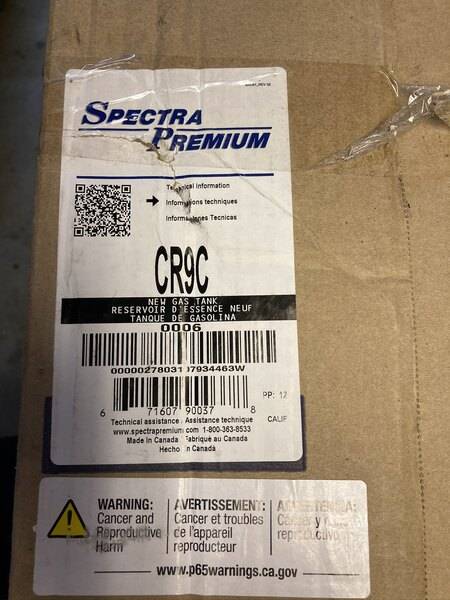 SPECTRA
PREMIUM
Technical Information
Informations techniques
Tecnicas
CR9C
NEW GAS TANK
RESERVOIR D'ESSENCE NEUF
TANQUE DE GASOLINA
0006
6 71607 90037 8
PP: 12
CALIF
Technical assistance Assistance technique
www.spectrapremium.com 1-800-363-8533
Made in Canada Fabriqué au Canada
Hecho en Canada
WARNING:
Cancer and
Reproductive
Harm
AVERTISSEMENT:
Cancer et troubles
de l'appareil
reproducteur
www.p65warnings.ca.gov